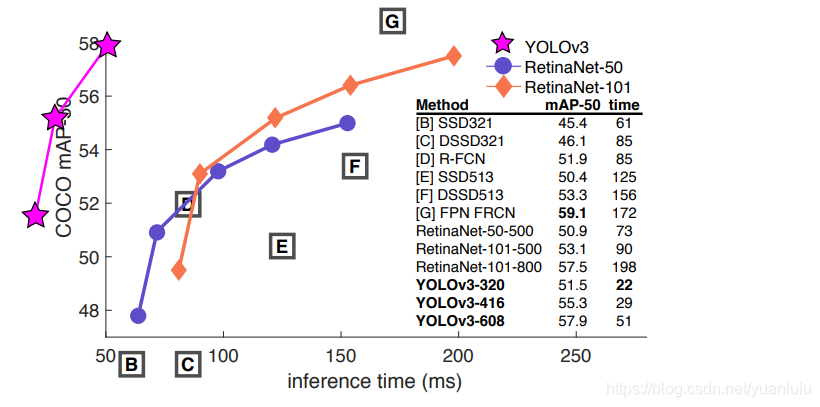 G
58
56
54
52
50
48
COCO mAP-50
D
E
F
YOLOv3
RetinaNet-50
RetinaNet-101
Method mAP-50 time
[B] SSD321 45.4 61
[C] DSSD321 46.1 85
[D] R-FCN 51.9 85
[E] SSD513 50.4 125
[F] DSSD513 53.3 156
[G] FPN FRCN 59.1 172
RetinaNet-50-500 50.9 73
RetinaNet-101-500 53.1 90
RetinaNet-101-800 57.5 198
YOLOv3-320 51.5 22
YOLOv3-416 55.3 29
YOLOv3-608 57.9 51
50 100 150 200 250
B C
inference time (ms)
https://blog.csdn.net/yuanlulu